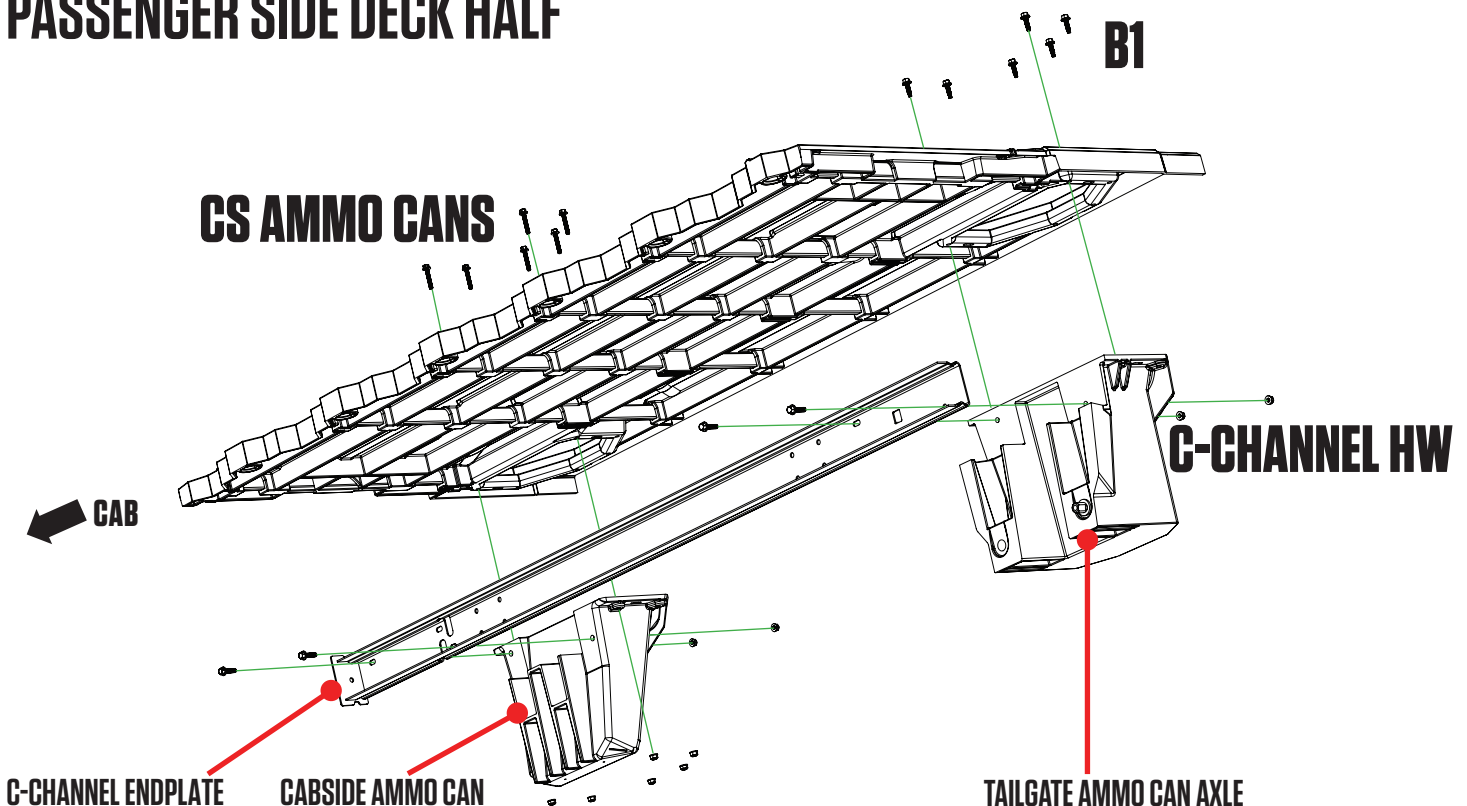 PASSENGER SIDE DECK HALF
B1
CS AMMO CANS
C-CHANNEL HW
CAB
C-CHANNEL ENDPLATE
CABSIDE AMMO CAN
TAILGATE AMMO CAN AXLE